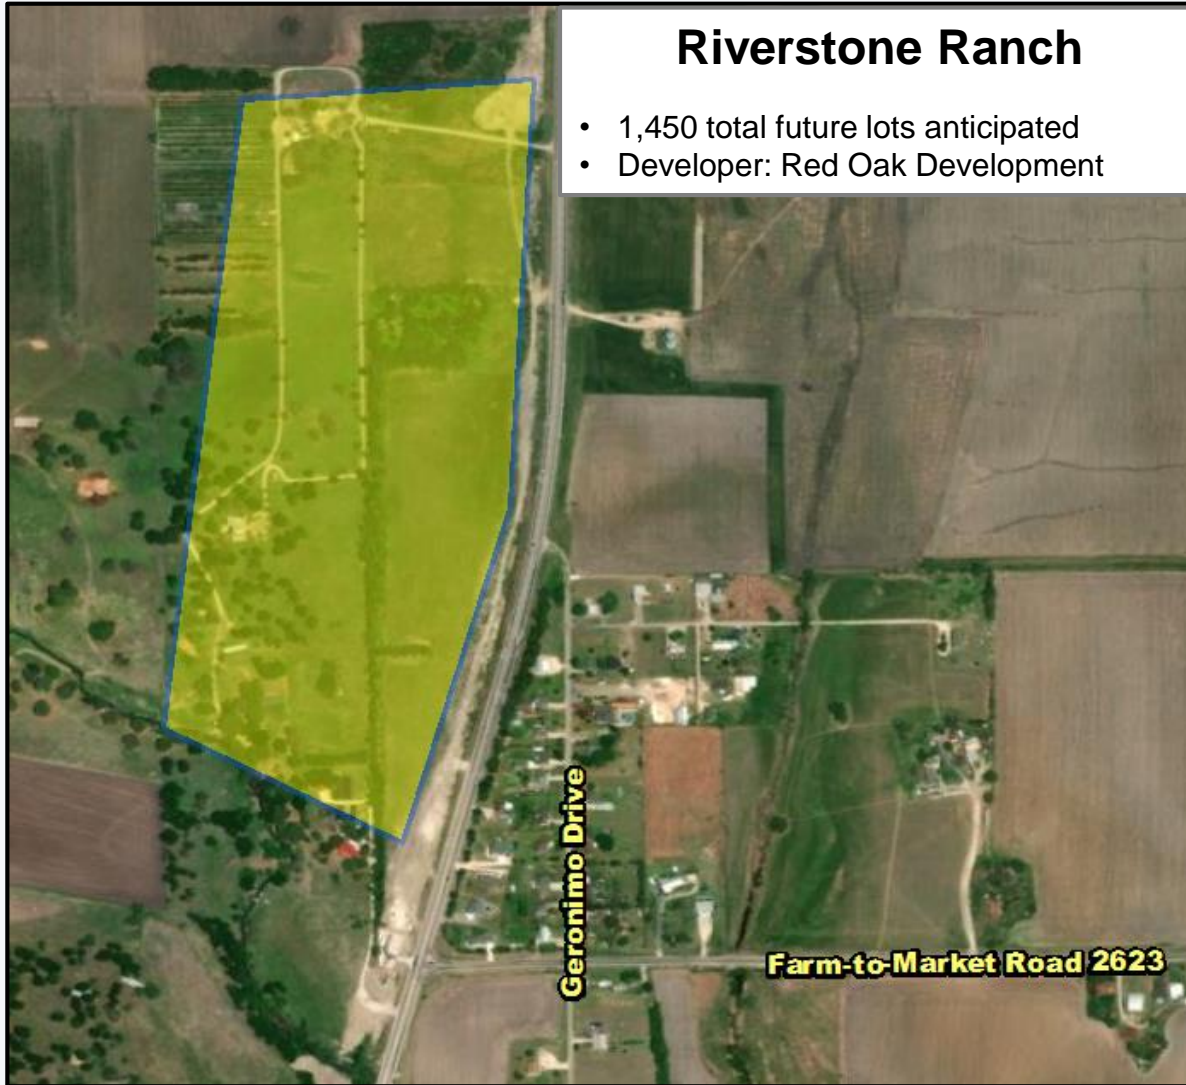 Riverstone Ranch
• 1,450 total future lots anticipated
• Developer: Red Oak Development
Geronimo Drive
Farm-to-Market Road 2623